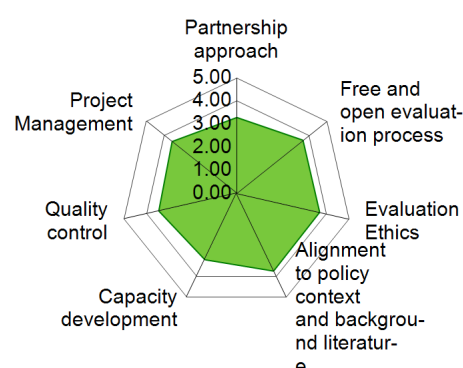 Partnership
approach
5.00
4.00
3.00
2.00
1.00
0.00
Free and
open evaluat-
ion process
Evaluation
Ethics
Alignment
to policy
context
and backgrou-
nd literatur-
e
Capacity
development
Quality
control
Project
Management